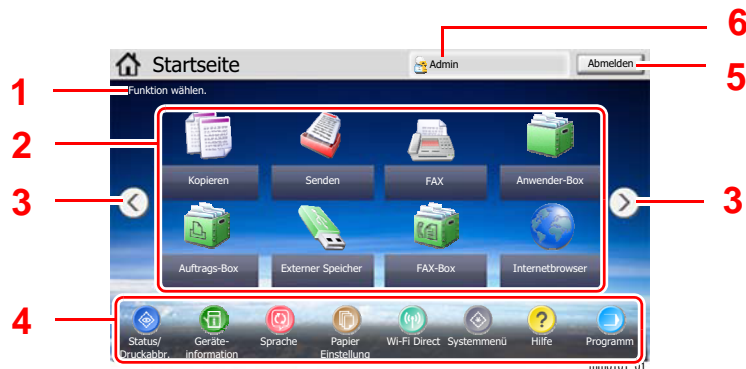 6
Startseite
Admin
Abmelden
5
1
Funktion wählen.
2
Kopieren
Senden
FAX
Anwender-Box
3
3
Auftrags-Box
Externer Speicher
FAX-Box
Internetbrowser
4
Status/
Druckabbr.
Geräte-
information
Sprache
Papier
Einstellung
Wi-Fi Direct
Systemmenü
Hilfe
Programm